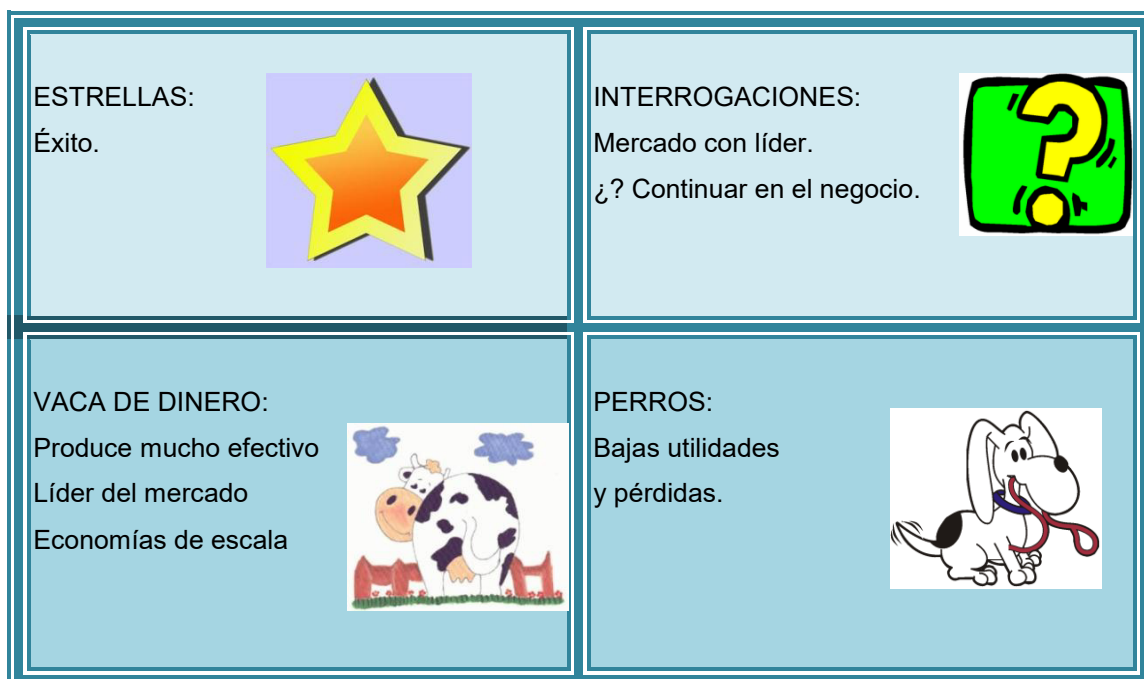 ESTRELLAS:
Éxito.
INTERROGACIONES:
Mercado con líder.
¿? Continuar en el negocio.
VACA DE DINERO:
Produce mucho efectivo
Líder del mercado
Economías de escala
PERROS:
Bajas utilidades
y pérdidas.